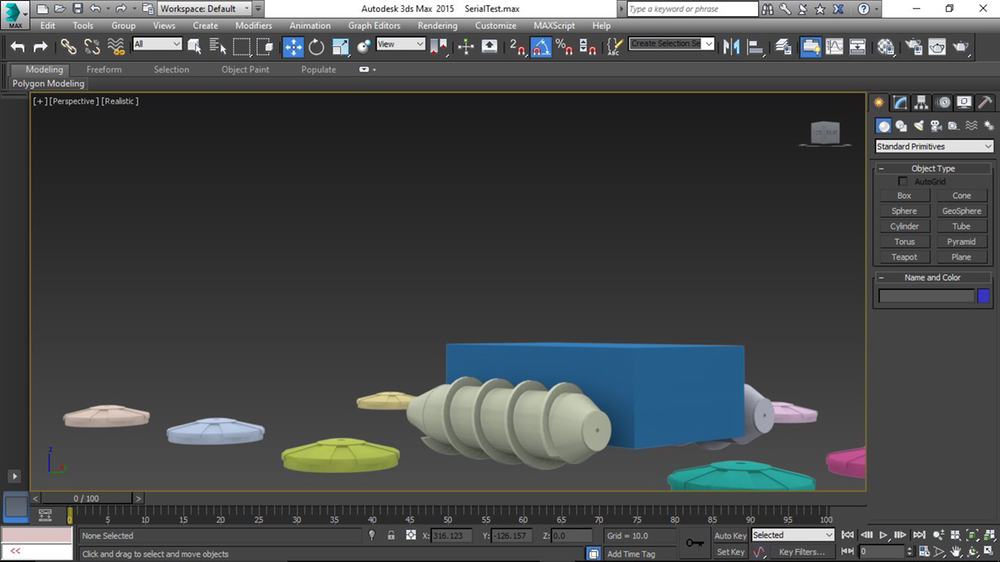 Workspace: Default
Autodesk 3ds Max 2015 SerialTest.max
Type a keyword or phrase
MAX
Edit Tools Group Views Create Modifiers Animation Graph Editors Rendering Customize MAXScript Help
All
View
Create Selection Se
Modeling Freeform Selection Object Paint Populate
Polygon Modeling
[+] [Perspective] [Realistic]
Standard Primitives
Object Type
AutoGrid
Box Cone
Sphere GeoSphere
Cylinder Tube
Torus Pyramid
Teapot Plane
Name and Color
z
< 0 / 100 >
0 5 10 15 20 25 30 35 40 45 50 55 60 65 70 75 80 85 90 95 100
None Selected
X: 316.123 Y: -126.157 Z: 0.0
Grid = 10.0
Auto Key Selected
<<
Click and drag to select and move objects
Add Time Tag
Set Key Key Filters...
0